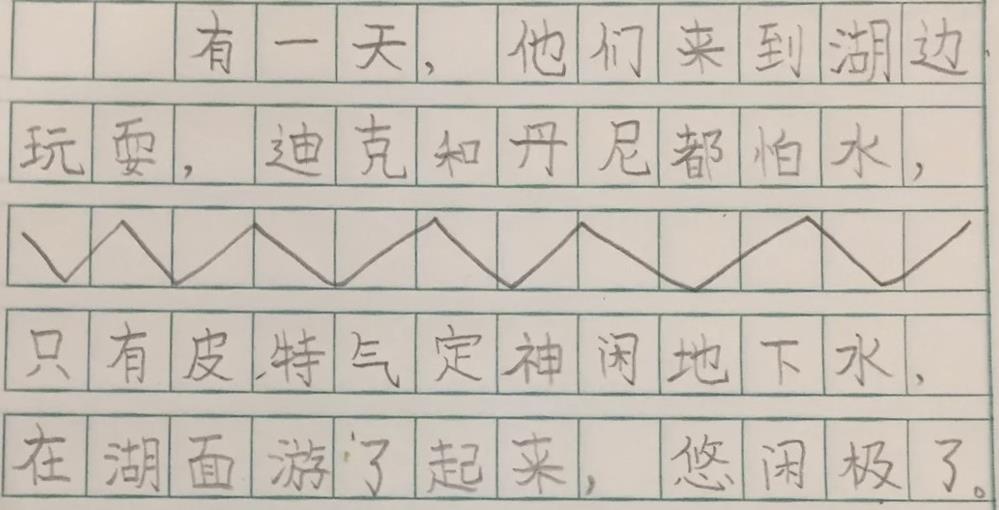 有一天，他们来到湖边
玩耍，迪克和丹尼都怕水，
只有皮特气定神闲地下水，
在湖面游了起来，悠闲极了。